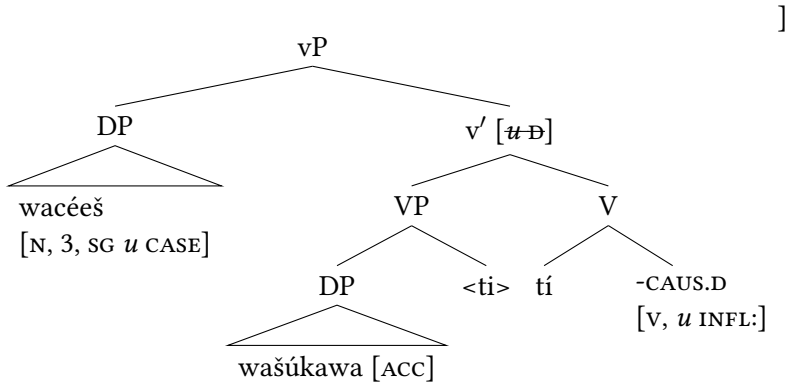 ]
vP
DP v′ [u D]
wacéeš
[N, 3, SG u CASE]
VP V
DP <ti> tí -CAUS.D
[V, u INFL:]
wašúkawa [ACC]